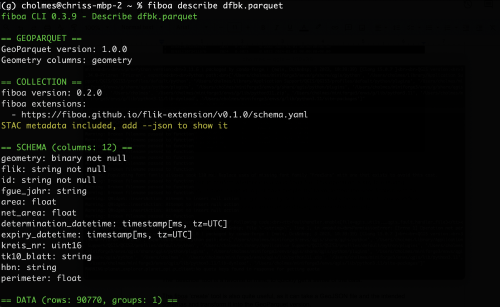 (g) cholmes@chriss-mbp-2 ~ % fiboa describe dfbk.parquet
fiboa CLI 0.3.9 - Describe dfbk.parquet
== GEOPARQUET ==
GeoParquet version: 1.0.0
Geometry columns: geometry
== COLLECTION ==
fiboa version: 0.2.0
fiboa extensions:
  - https://fiboa.github.io/flik-extension/v0.1.0/schema.yaml
STAC metadata included, add --json to show it
== SCHEMA (columns: 12) ==
geometry: binary not null
flik: string not null
id: string not null
fgue_jahr: string
area: float
net_area: float
determination_datetime: timestamp[ms, tz=UTC]
expiry_datetime: timestamp[ms, tz=UTC]
kreis_nr: uint16
tk10_blatt: string
hbn: string
perimeter: float
== DATA (rows: 90770, groups: 1) ==